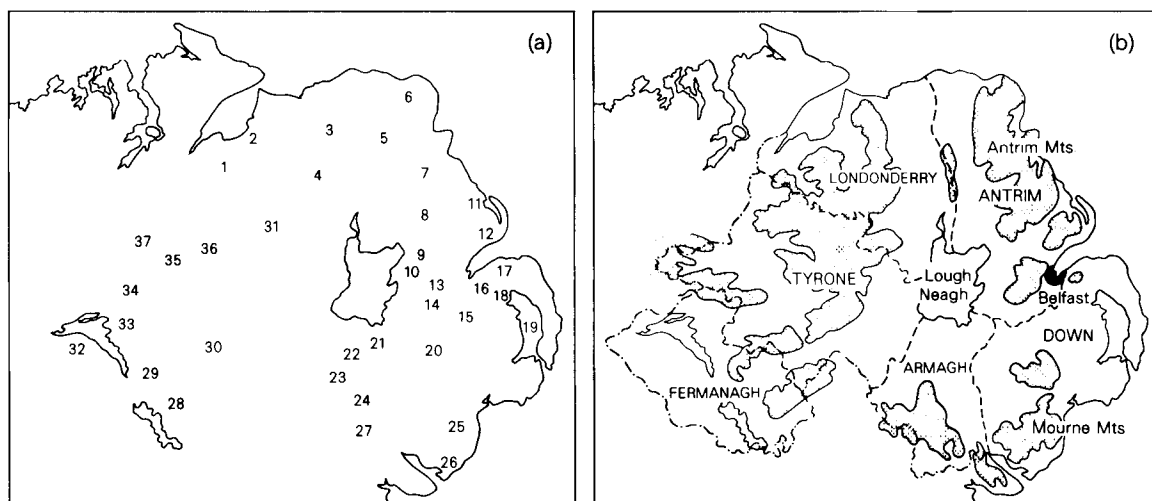 (a)
6
2
3
5
1
4
7
11
8
12
31
37
36
35
9
10
17
13
16
18
34
14
15
33
19
32
30
22
21
20
29
23
28
24
27
25
26
(b)
Antrim Mts
LONDONDERRY
ANTRIM
TYRONE
Lough
Neagh
Belfast
DOWN
ARMAGH
FERMANAGH
Mourne Mts